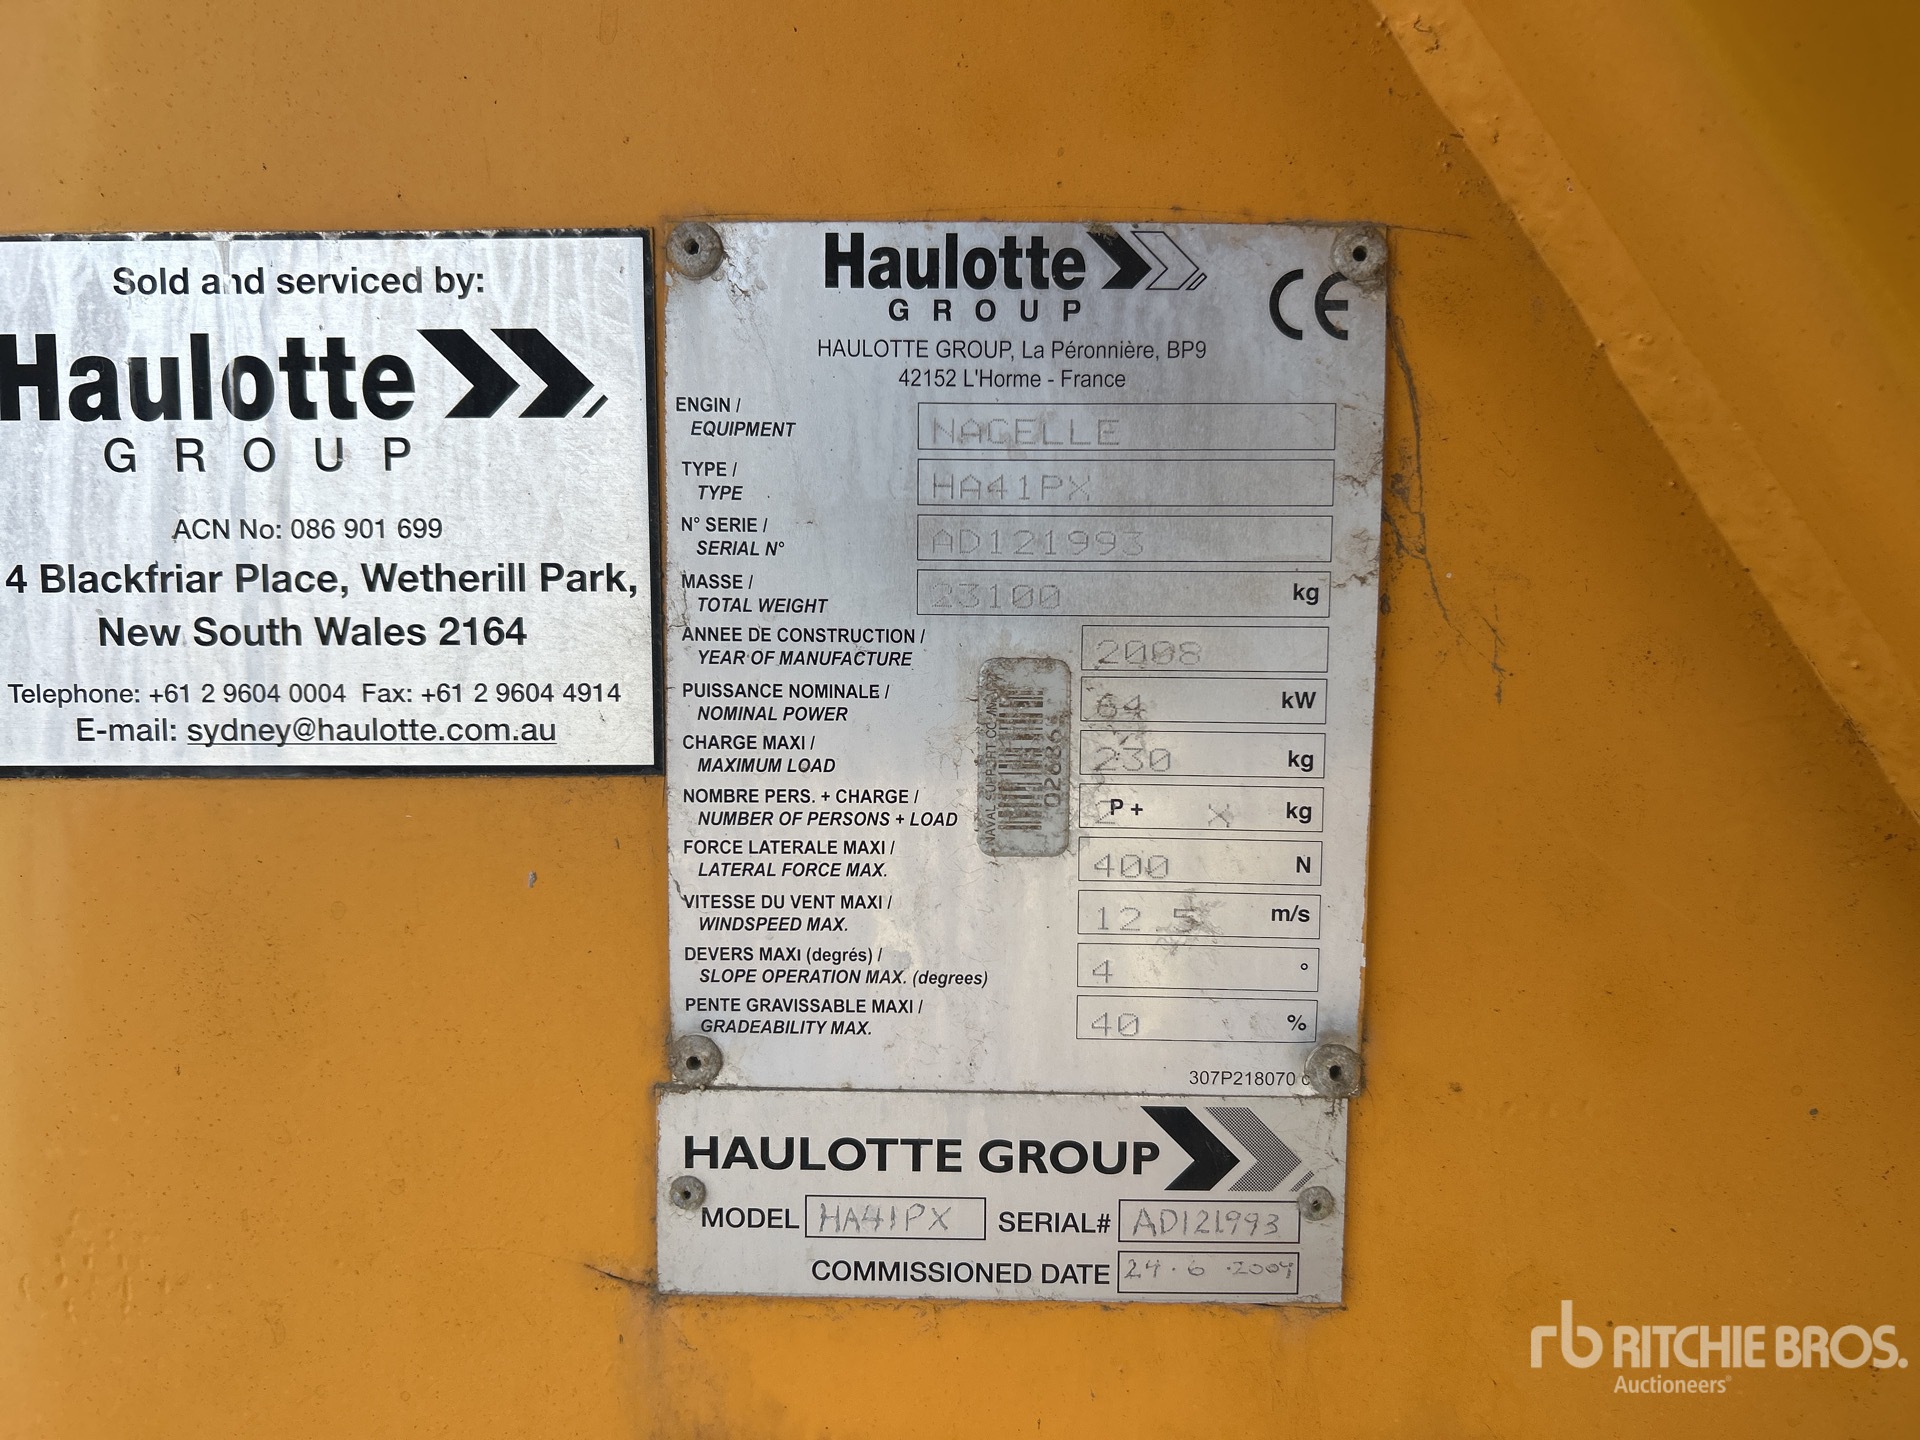 Sold and serviced by:
Haulotte
GROUP
ACN No: 086 901 699
4 Blackfriar Place, Wetherill Park,
New South Wales 2164
Telephone: +61 2 9604 0004 Fax: +61 2 9604 4914
E-mail: sydney@haulotte.com.au
Haulotte
GROUP
CE
HAULOTTE GROUP, La Péronnière, BP9
42152 L'Horme - France
ENGIN /
EQUIPMENT NACELLE
TYPE /
TYPE HA41PX
N° SERIE /
SERIAL N° AD121993
MASSE /
TOTAL WEIGHT 23100 kg
ANNEE DE CONSTRUCTION /
YEAR OF MANUFACTURE 2008
PUISSANCE NOMINALE /
NOMINAL POWER 64 kW
CHARGE MAXI /
MAXIMUM LOAD 230 kg
NOMBRE PERS. + CHARGE /
NUMBER OF PERSONS + LOAD 2 P + X kg
FORCE LATERALE MAXI /
LATERAL FORCE MAX. 400 N
VITESSE DU VENT MAXI /
WINDSPEED MAX. 12.5 m/s
DEVERS MAXI (degrés) /
SLOPE OPERATION MAX. (degrees) 4 °
PENTE GRAVISSABLE MAXI /
GRADEABILITY MAX. 40 %
307P218070 c
NAVAL SUPPORT
HAULOTTE GROUP
MODEL HA41PX SERIAL# AD121993
COMMISSIONED DATE 24.6.2009
rb RITCHIE BROS.
Auctioneers